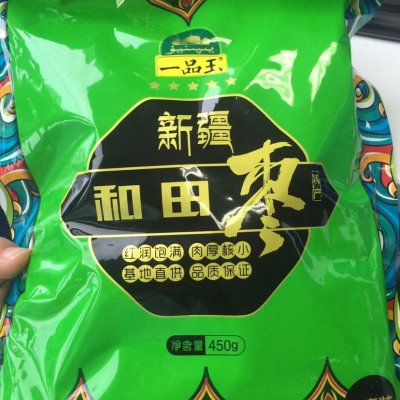 一品王
新疆
和田枣
红润饱满 肉厚核小
基地直供 品质保证
净含量 450g